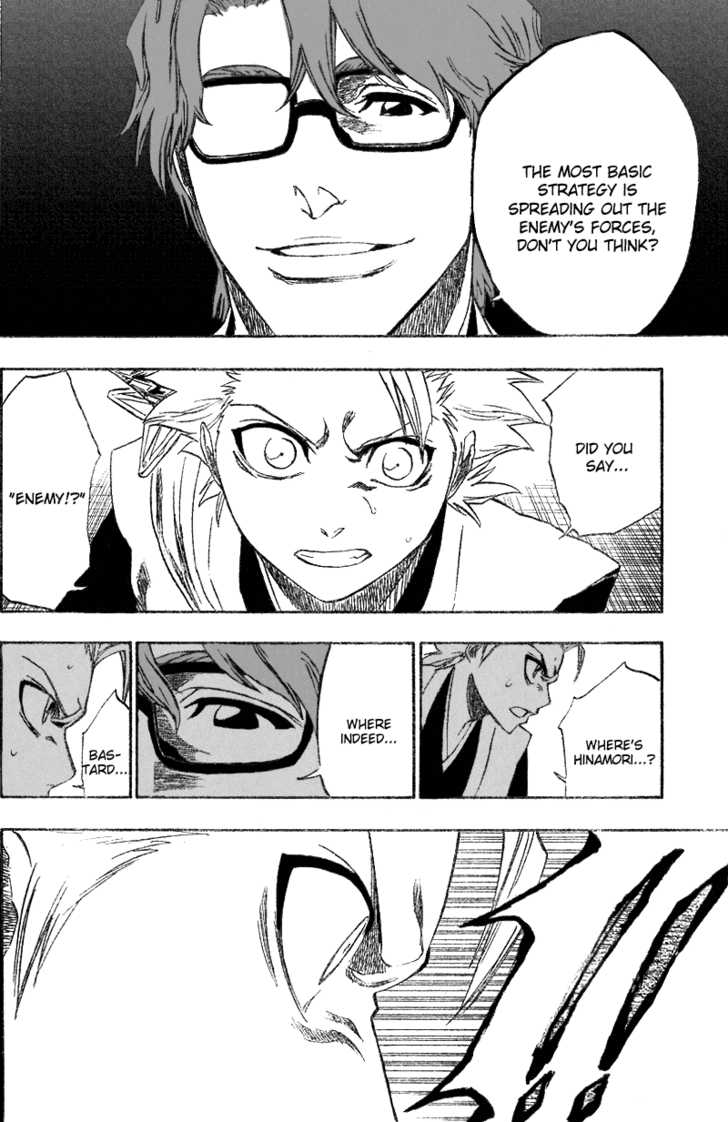 THE MOST BASIC
STRATEGY IS
SPREADING OUT THE
ENEMY'S FORCES,
DON'T YOU THINK?
DID YOU
SAY...
"ENEMY!?"
WHERE'S
HINAMORI...?
WHERE
INDEED...
BAS-
TARD...
!!